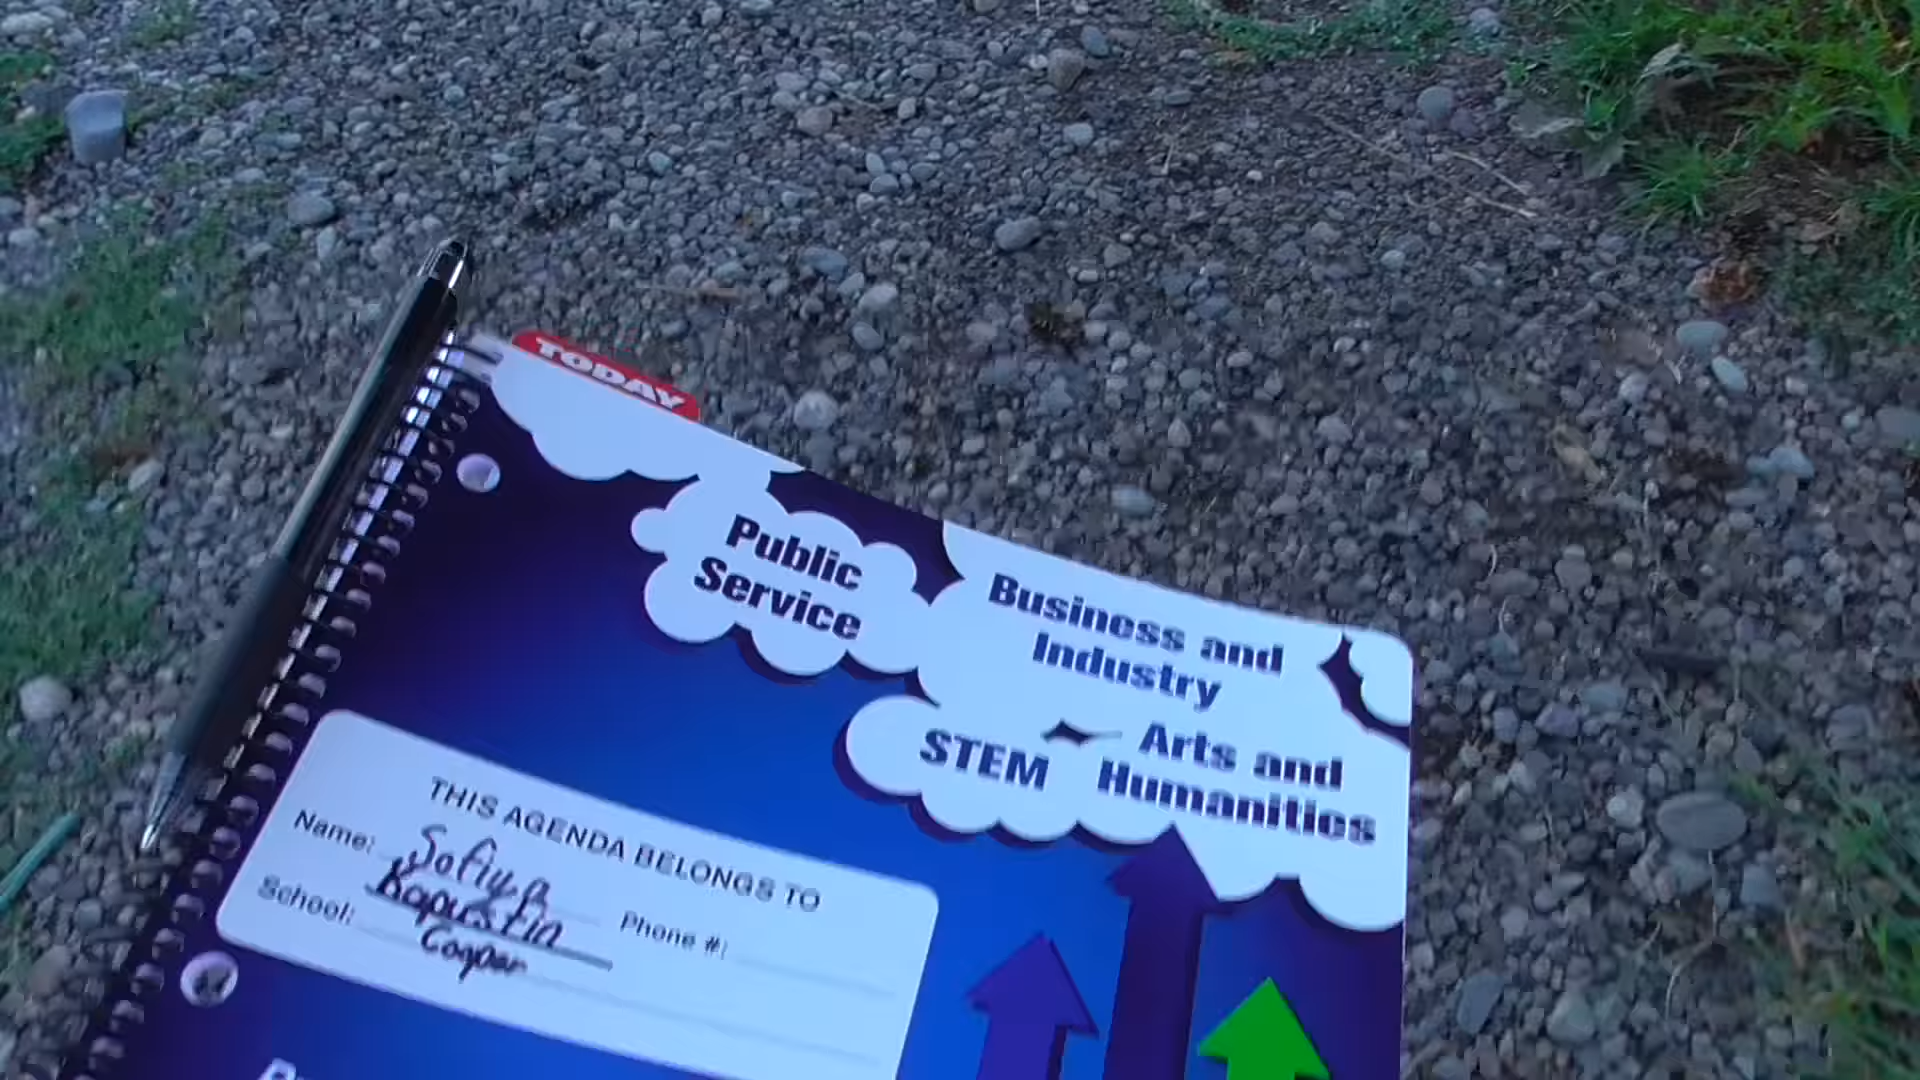 TODAY
Public
Service
Business and
Industry
STEM
Arts and
Humanities
THIS AGENDA BELONGS TO
Name: Sofiya
Kapustin
Phone #:
School: Cooper